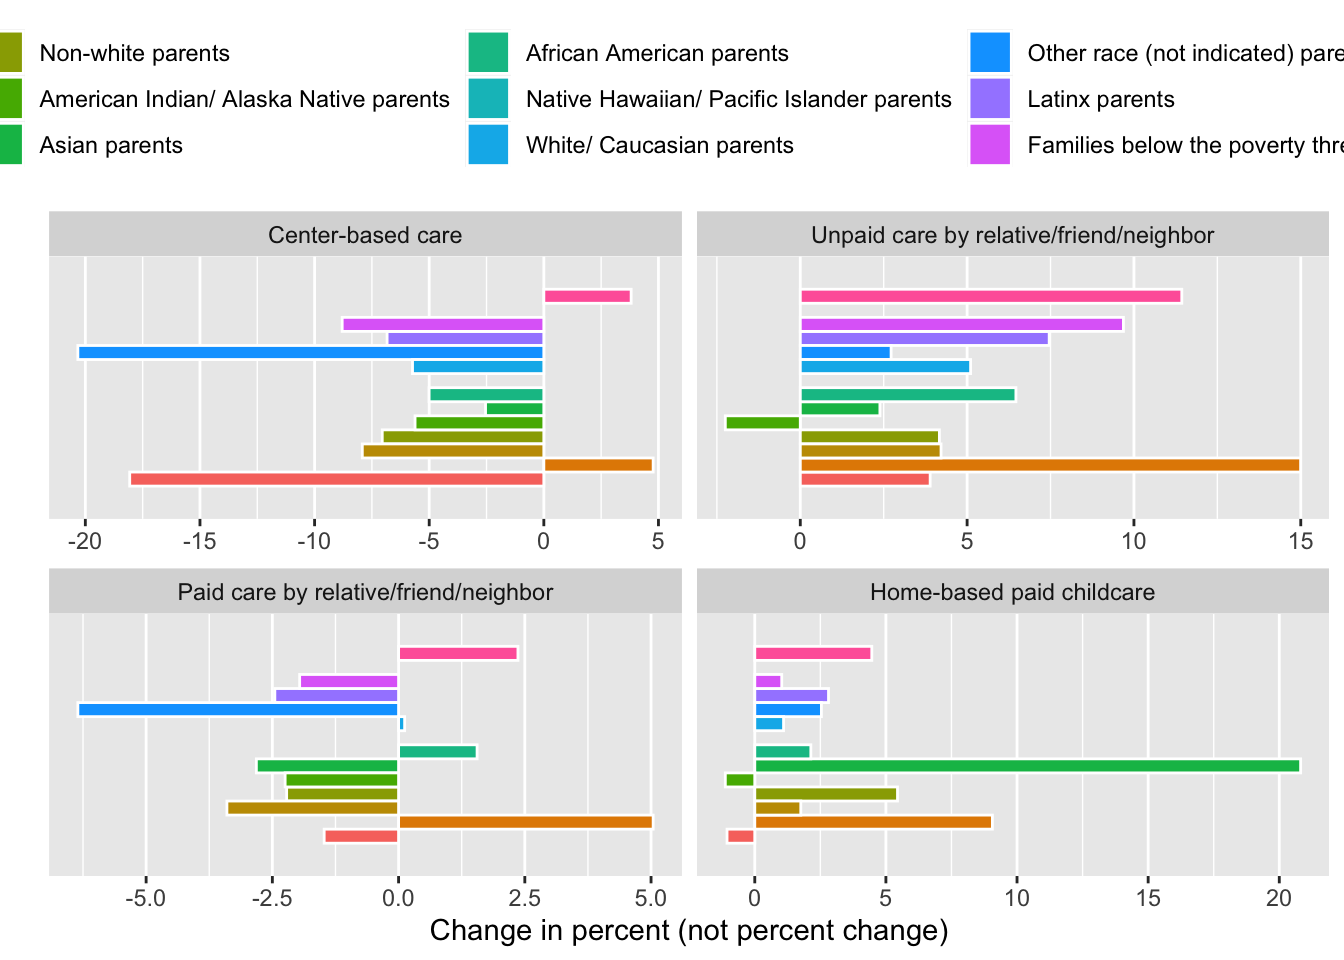 Non-white parents African American parents Other race (not indicated) pare
American Indian/ Alaska Native parents Native Hawaiian/ Pacific Islander parents Latinx parents
Asian parents White/ Caucasian parents Families below the poverty thre
Center-based care Unpaid care by relative/friend/neighbor
-20 -15 -10 -5 0 5 0 5 10 15
Paid care by relative/friend/neighbor Home-based paid childcare
-5.0 -2.5 0.0 2.5 5.0 0 5 10 15 20
Change in percent (not percent change)